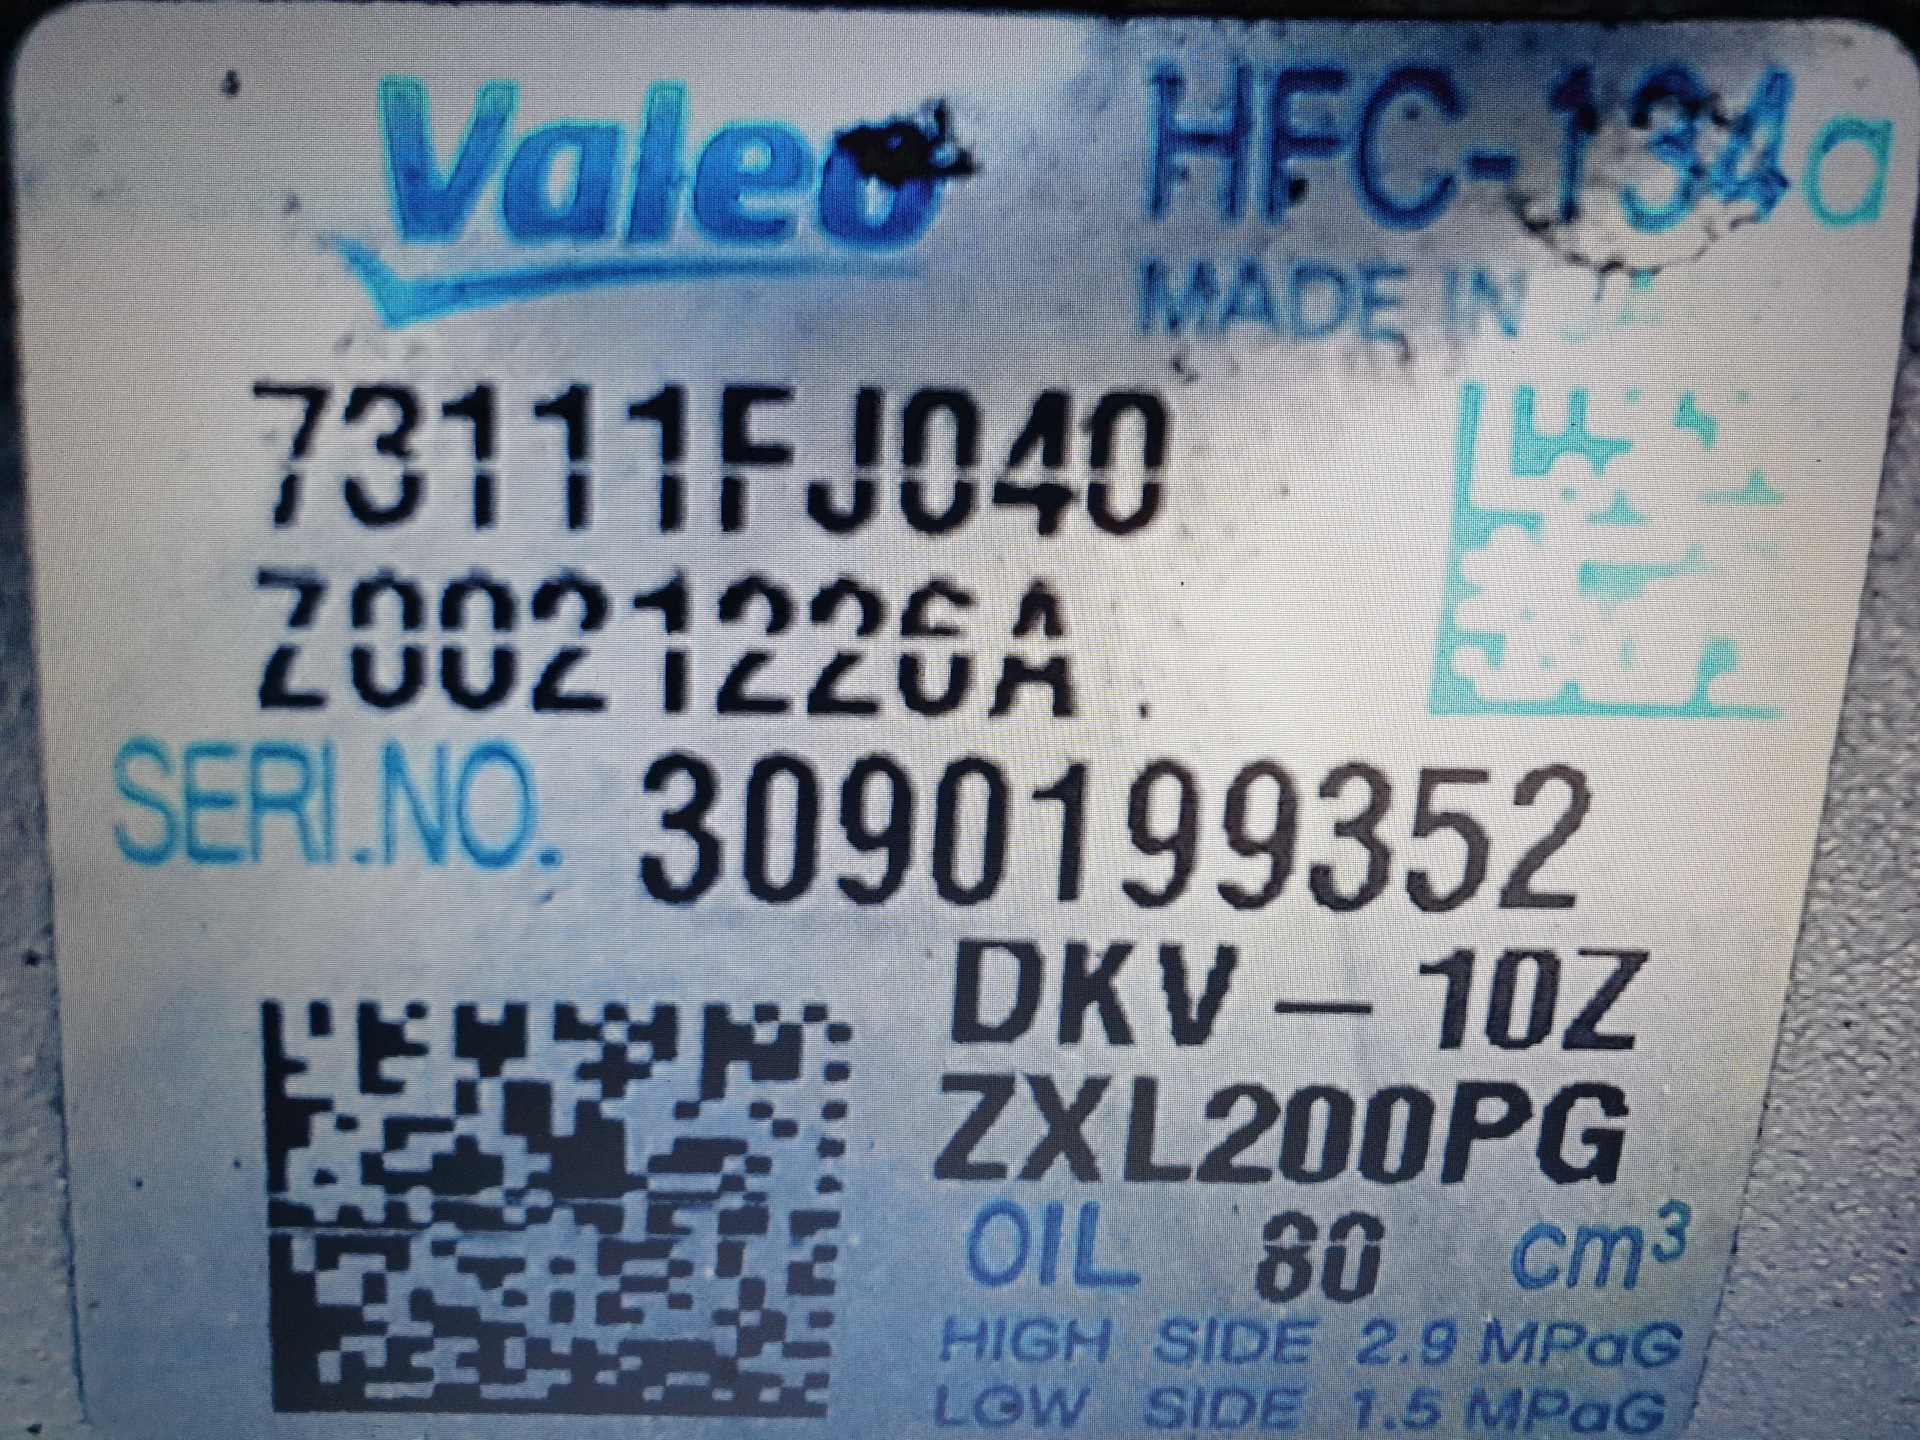 Valeo
HFC-134a
MADE IN
73111FJ040
Z0021226A
SERI.NO. 3090199352
DKV - 10Z
ZXL200PG
OIL 80 cm³
HIGH SIDE 2.9 MPaG
LOW SIDE 1.5 MPaG